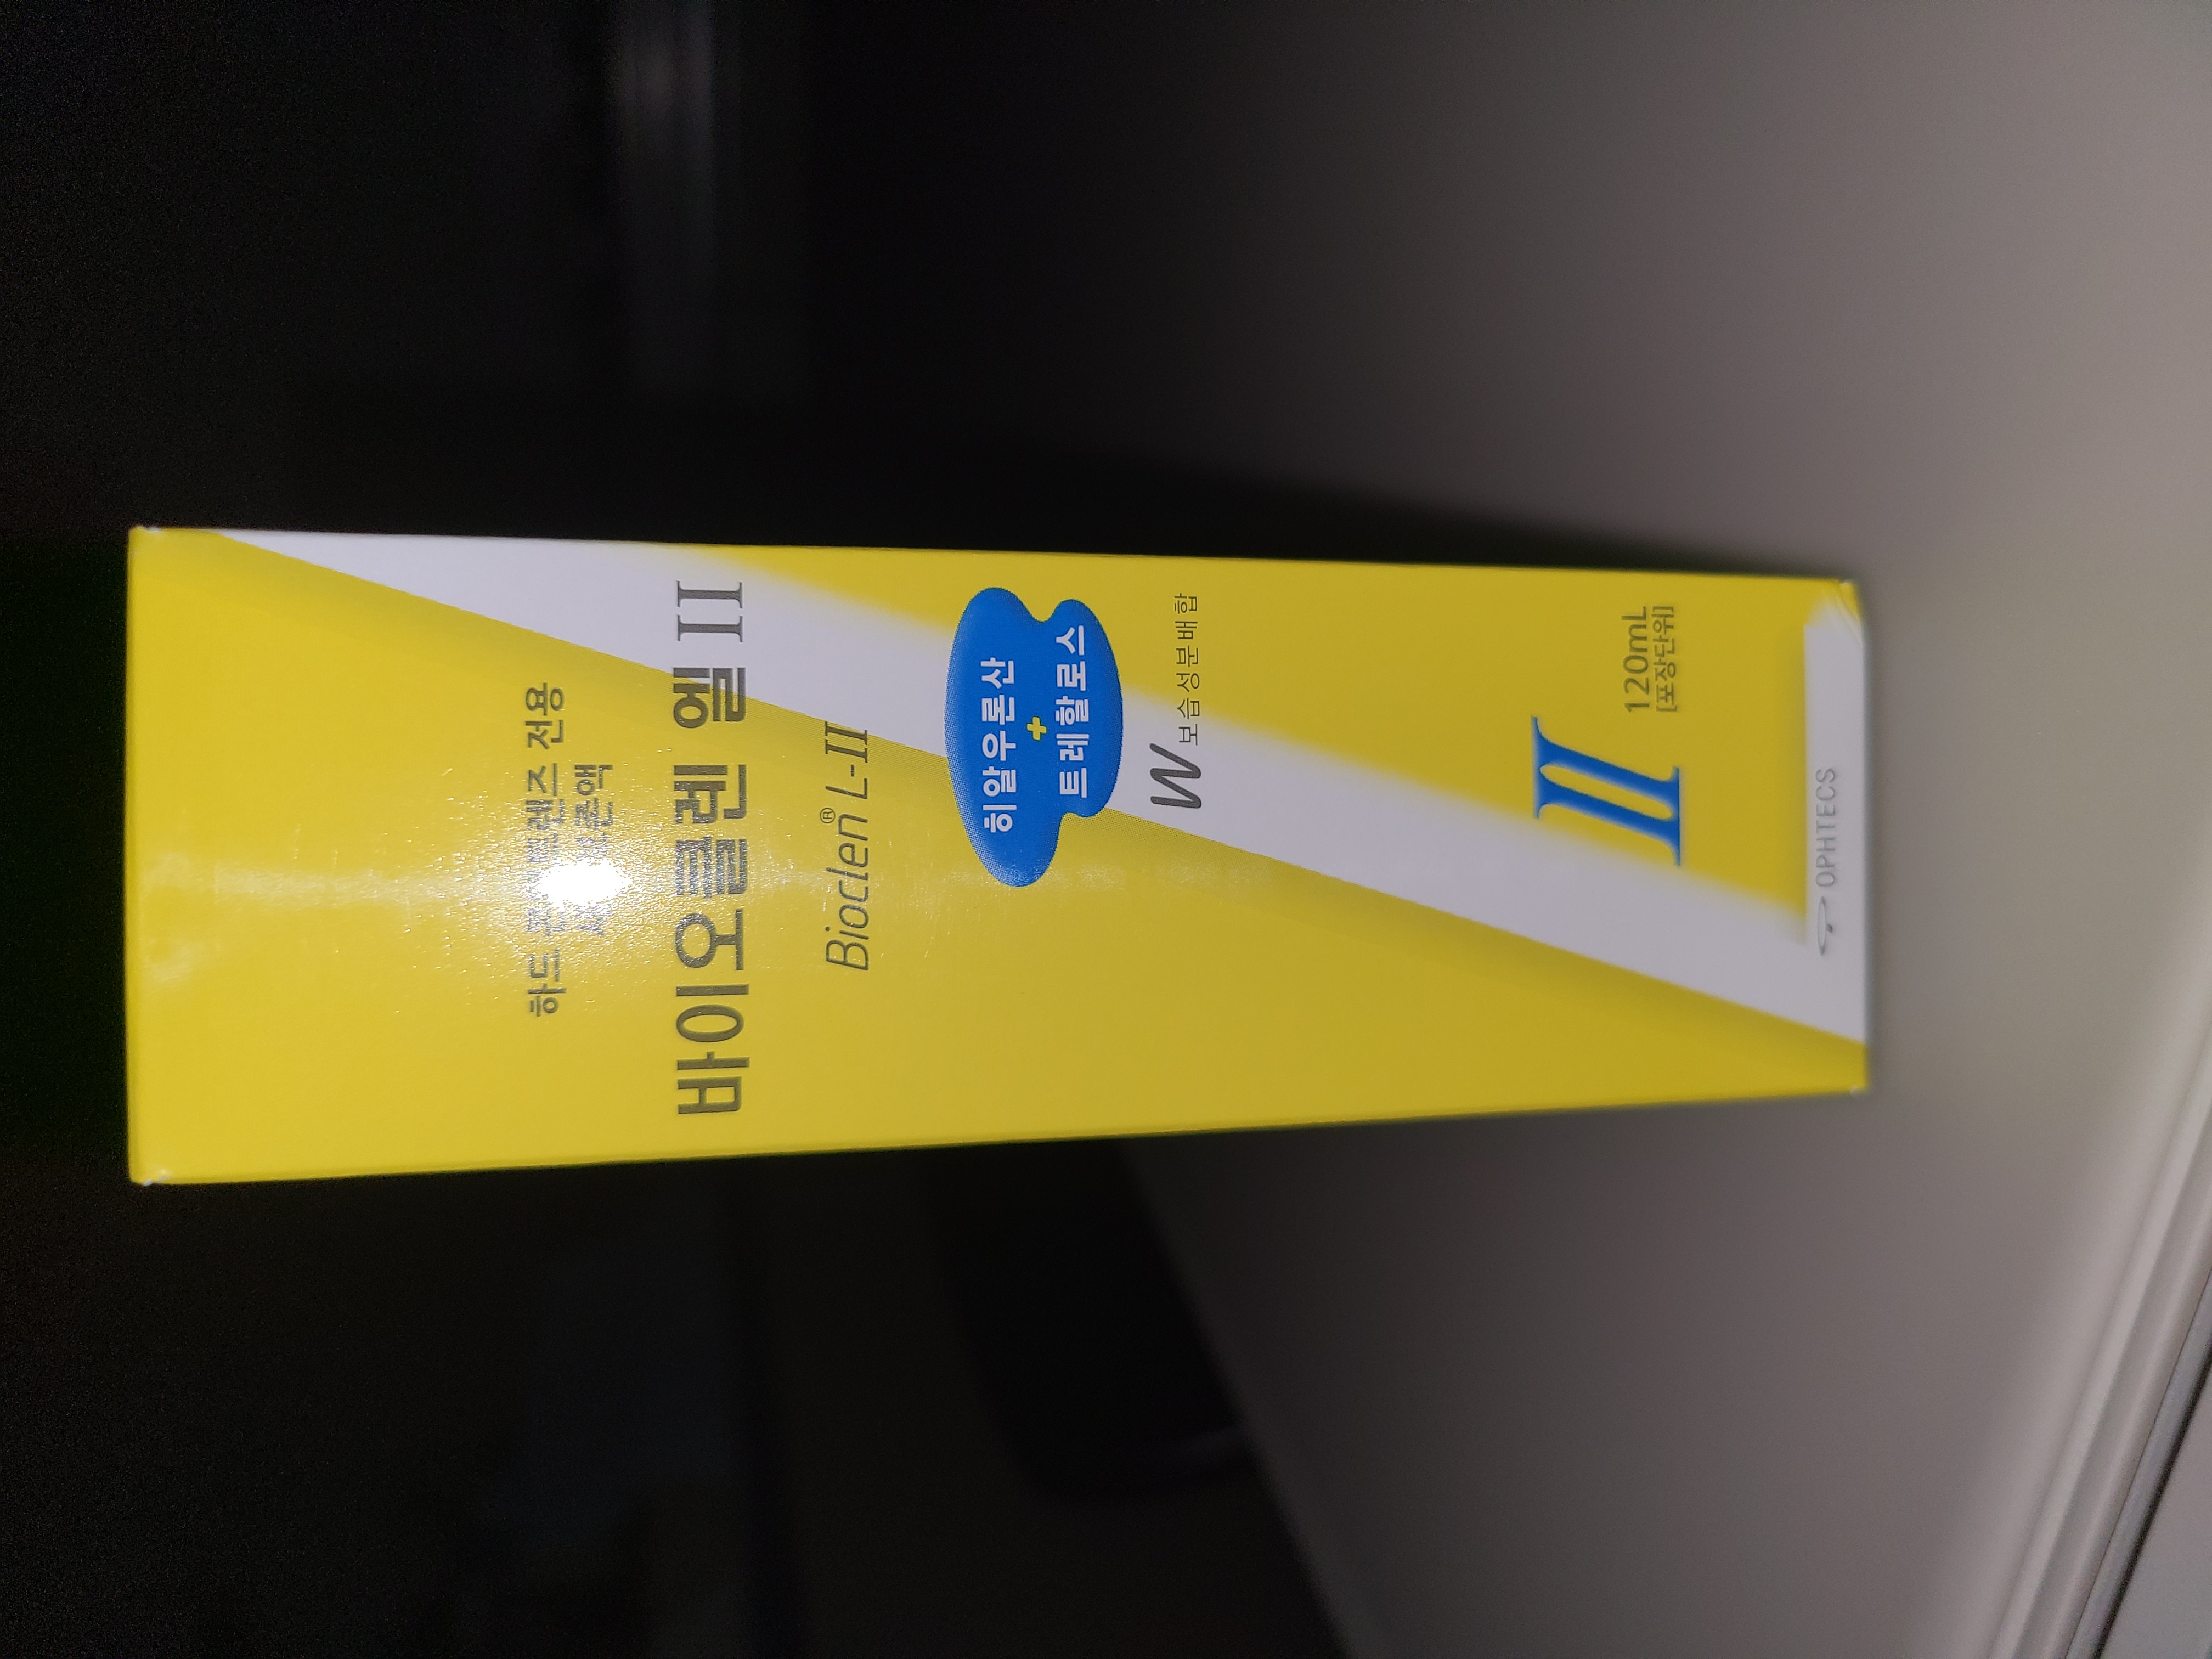 하드 콘택트렌즈 전용
바이오클렌 엘 II
Bioclen® L-II
히알우론산
+
트레할로스
W 보습성분배합
II
120mL
[포장단위]
OPHTECS